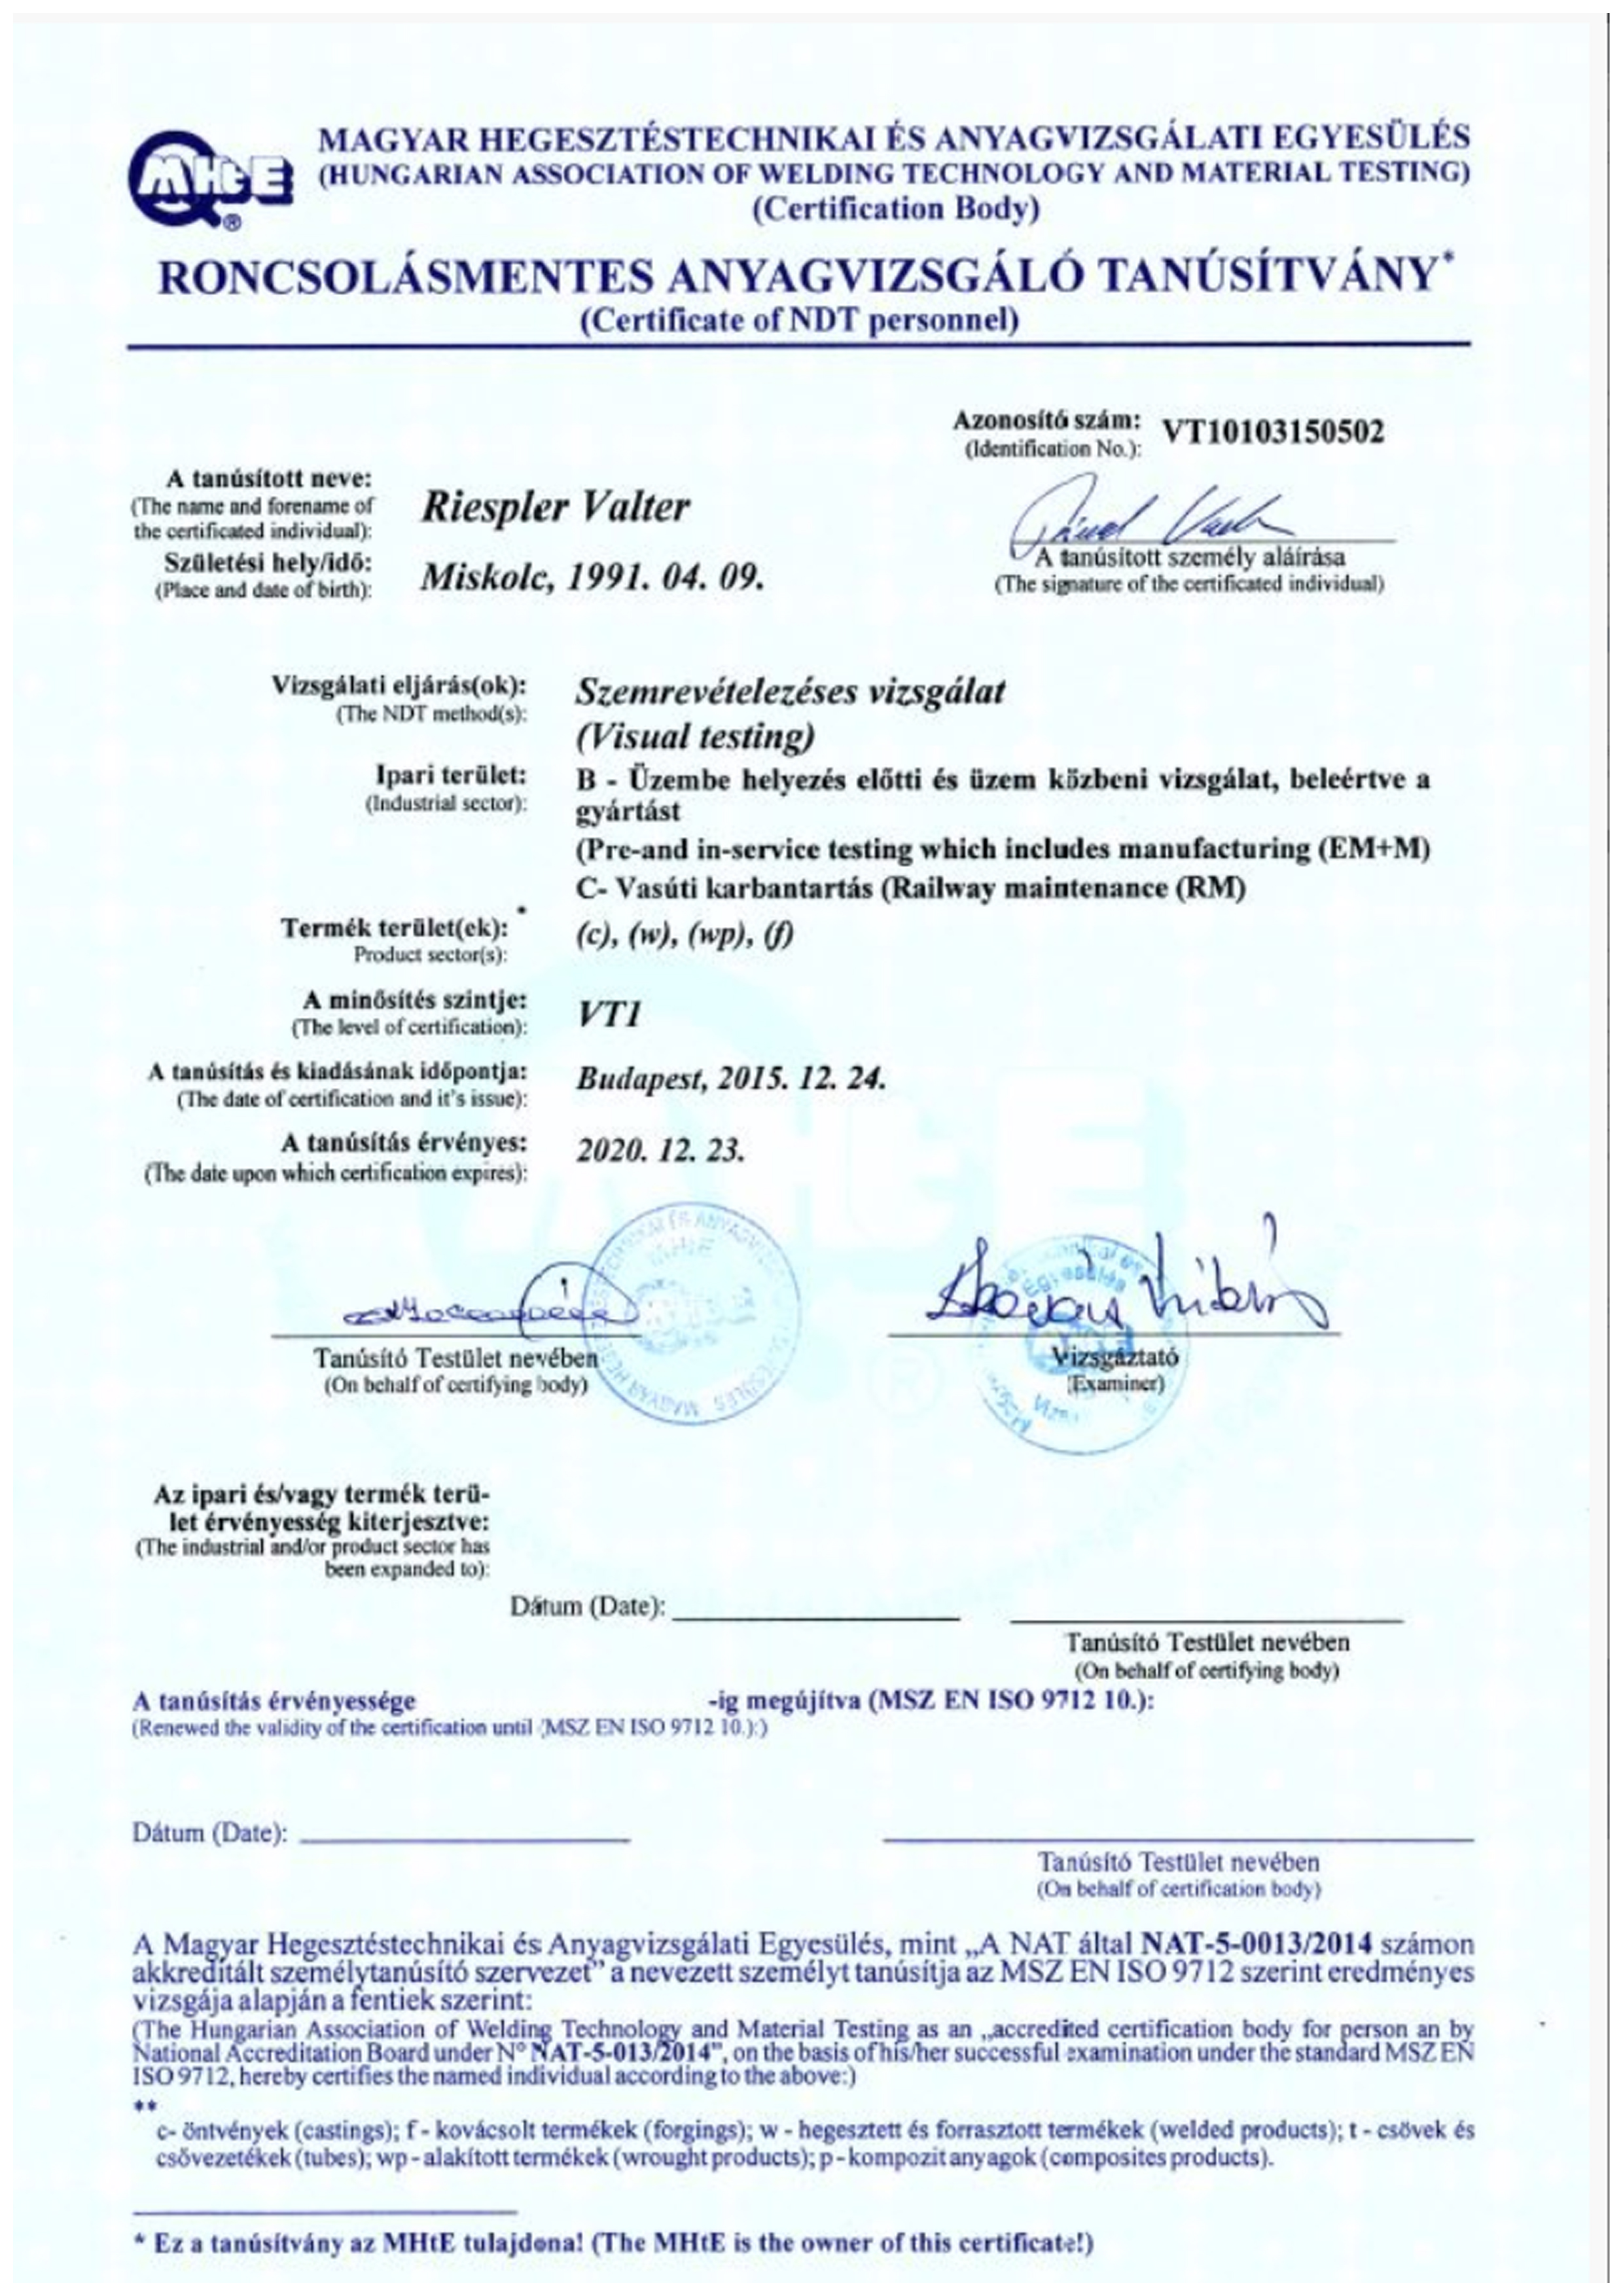 MHtE
®
MAGYAR HEGESZTÉSTECHNIKAI ÉS ANYAGVIZSGÁLATI EGYESÜLÉS
(HUNGARIAN ASSOCIATION OF WELDING TECHNOLOGY AND MATERIAL TESTING)
(Certification Body)
RONCSOLÁSMENTES ANYAGVIZSGÁLÓ TANÚSÍTVÁNY*
(Certificate of NDT personnel)
Azonosító szám: VT10103150502
(Identification No.):
A tanúsított neve:
(The name and forename of
the certificated individual):
Riespler Valter
Születési hely/idő:
(Place and date of birth):
Miskolc, 1991. 04. 09.
A tanúsított személy aláírása
(The signature of the certificated individual)
Vizsgálati eljárás(ok):
(The NDT method(s):
Szemrevételezéses vizsgálat
(Visual testing)
Ipari terület:
(Industrial sector):
B - Üzembe helyezés előtti és üzem közbeni vizsgálat, beleértve a
gyártást
(Pre-and in-service testing which includes manufacturing (EM+M)
C- Vasúti karbantartás (Railway maintenance (RM)
Termék terület(ek): *
Product sector(s):
(c), (w), (wp), (f)
A minősítés szintje:
(The level of certification):
VT1
A tanúsítás és kiadásának időpontja:
(The date of certification and it's issue):
Budapest, 2015. 12. 24.
A tanúsítás érvényes:
(The date upon which certification expires):
2020. 12. 23.
Tanúsító Testület nevében
(On behalf of certifying body)
Vizsgáztató
(Examiner)
Az ipari és/vagy termék terü-
let érvényesség kiterjesztve:
(The industrial and/or product sector has
been expanded to):
Dátum (Date):
Tanúsító Testület nevében
(On behalf of certifying body)
A tanúsítás érvényessége -ig megújítva (MSZ EN ISO 9712 10.):
(Renewed the validity of the certification until (MSZ EN ISO 9712 10.):)
Dátum (Date):
Tanúsító Testület nevében
(On behalf of certification body)
A Magyar Hegesztéstechnikai és Anyagvizsgálati Egyesülés, mint „A NAT által NAT-5-0013/2014 számon
akkreditált személytanúsító szervezet” a nevezett személyt tanúsítja az MSZ EN ISO 9712 szerint eredményes
vizsgája alapján a fentiek szerint:
(The Hungarian Association of Welding Technology and Material Testing as an „accredited certification body for person an by
National Accreditation Board under N° NAT-5-013/2014”, on the basis of his/her successful examination under the standard MSZ EN
ISO 9712, hereby certifies the named individual according to the above:)
**
c- öntvények (castings); f - kovácsolt termékek (forgings); w - hegesztett és forrasztott termékek (welded products); t - csövek és
csővezetékek (tubes); wp - alakított termékek (wrought products); p - kompozit anyagok (composites products).
* Ez a tanúsítvány az MHtE tulajdona! (The MHtE is the owner of this certificate!)